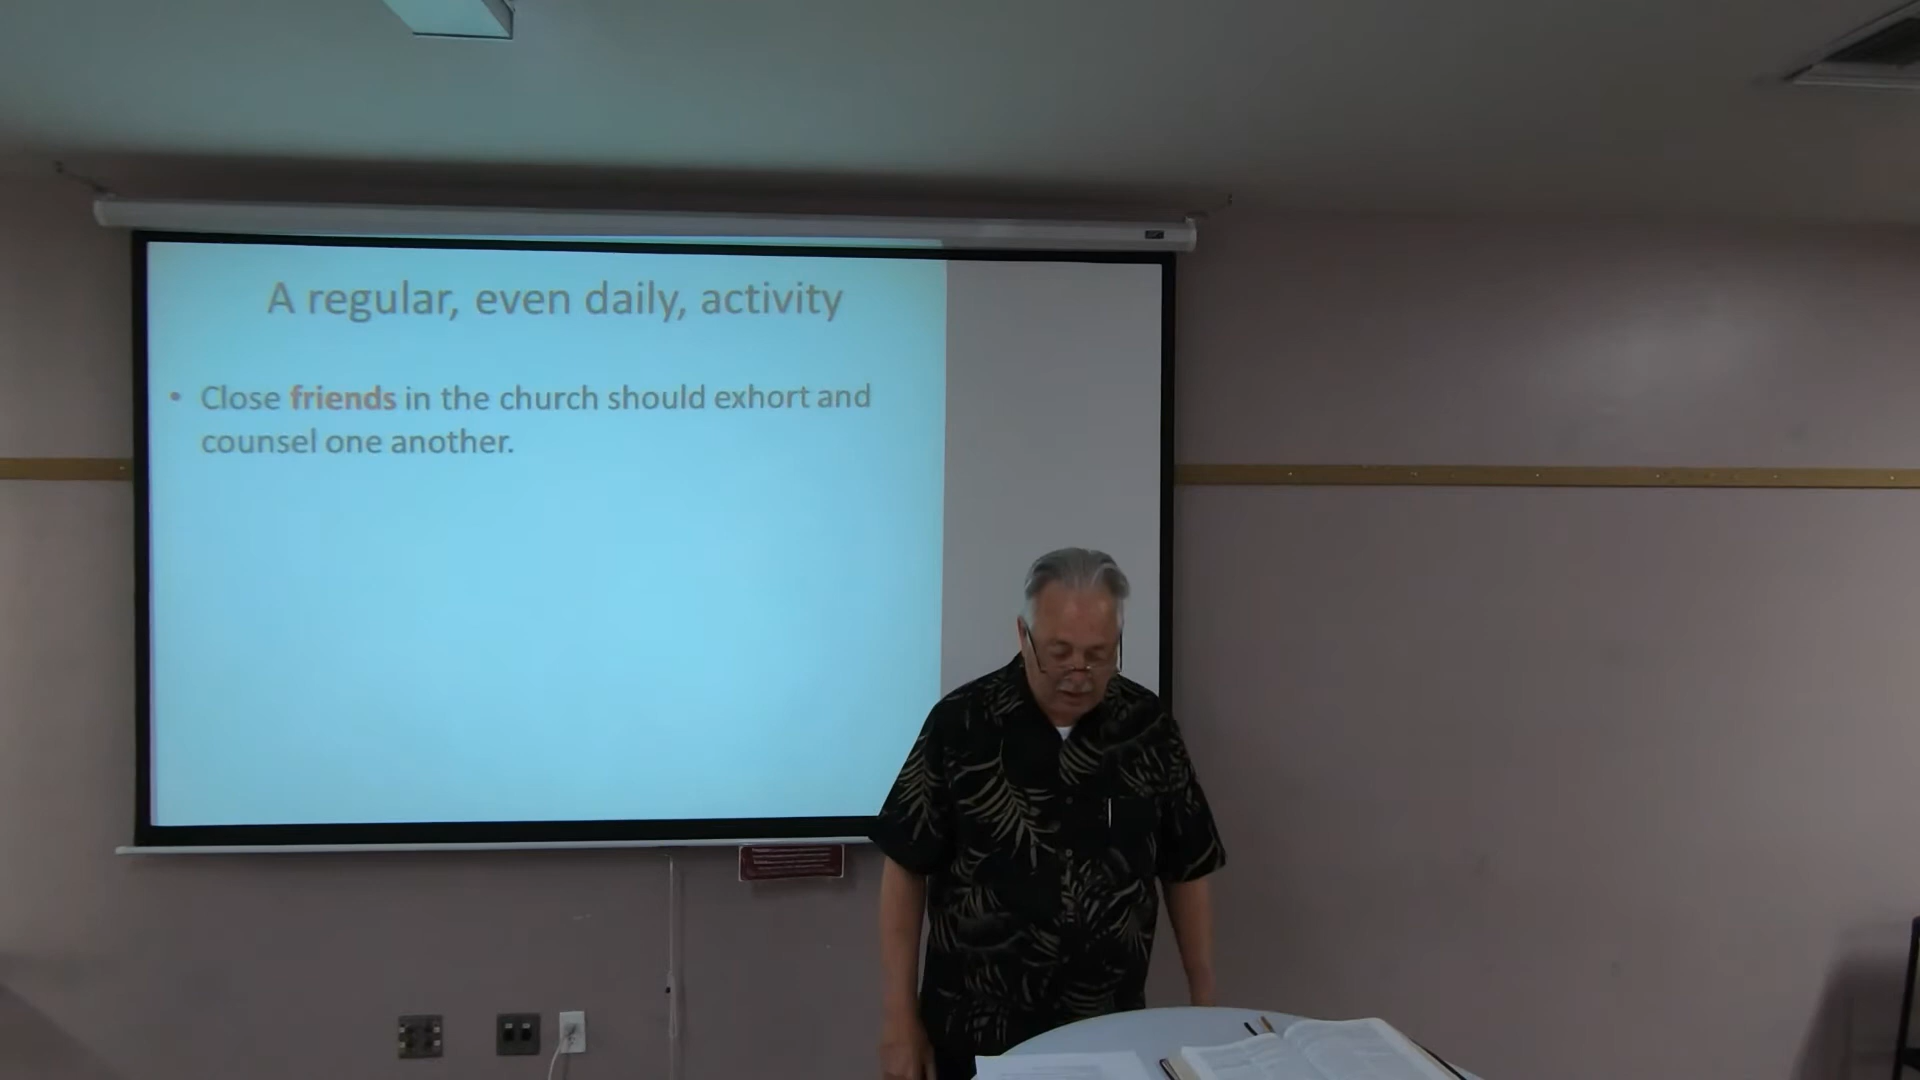 A regular, even daily, activity
• Close friends in the church should exhort and
counsel one another.